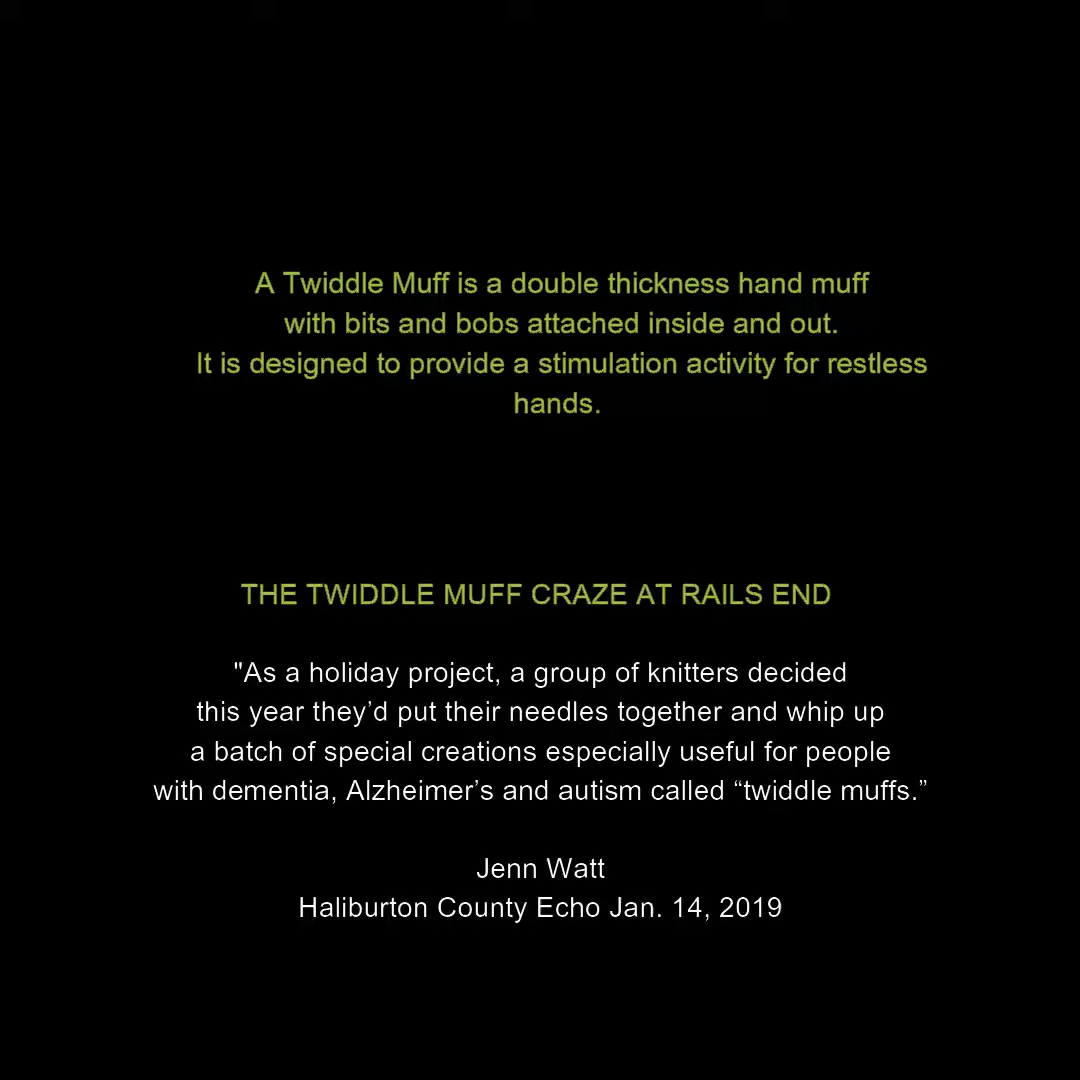 A Twiddle Muff is a double thickness hand muff
with bits and bobs attached inside and out.
It is designed to provide a stimulation activity for restless
hands.
THE TWIDDLE MUFF CRAZE AT RAILS END
"As a holiday project, a group of knitters decided
this year they’d put their needles together and whip up
a batch of special creations especially useful for people
with dementia, Alzheimer’s and autism called “twiddle muffs.”
Jenn Watt
Haliburton County Echo Jan. 14, 2019